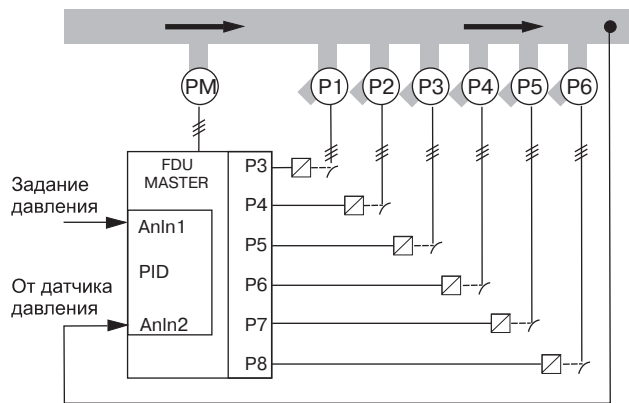 PM
P1
P2
P3
P4
P5
P6
FDU
MASTER
P3
Задание
давления
AnIn1
P4
P5
PID
P6
От датчика
давления
AnIn2
P7
P8